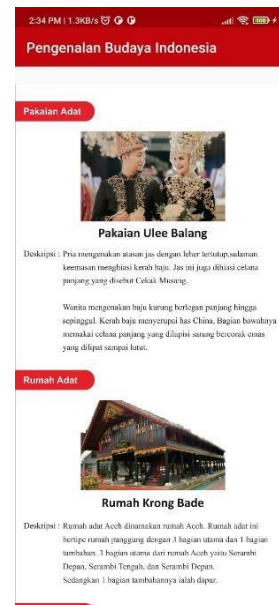 2:34 PM | 1.3KB/s
Pengenalan Budaya Indonesia
Pakaian Adat
Pakaian Ulee Balang
Deskripsi : Pria mengenakan atasan jas dengan leher tertutup,sulaman
keemasan menghiasi kerah baju. Jas ini juga dihiasi celana
panjang yang disebut Cekak Musang.
Wanita mengenakan baju kurung berlengan panjang hingga
sepinggul. Kerah baju menyerupai has China, Bagian bawahnya
memakai celana panjang yang dilapisi sarung bercorak emas
yang dilipat sampai lutut.
Rumah Adat
Rumah Krong Bade
Deskripsi : Rumah adat Aceh dinamakan rumah Aceh. Rumah adat ini
bertipe rumah panggung dengan 3 bagian utama dan 1 bagian
tambahan. 3 bagian utama dari rumah Aceh yaitu Serambi
Depan, Serambi Tengah, dan Serambi Depan.
Sedangkan 1 bagian tambahannya ialah dapur.